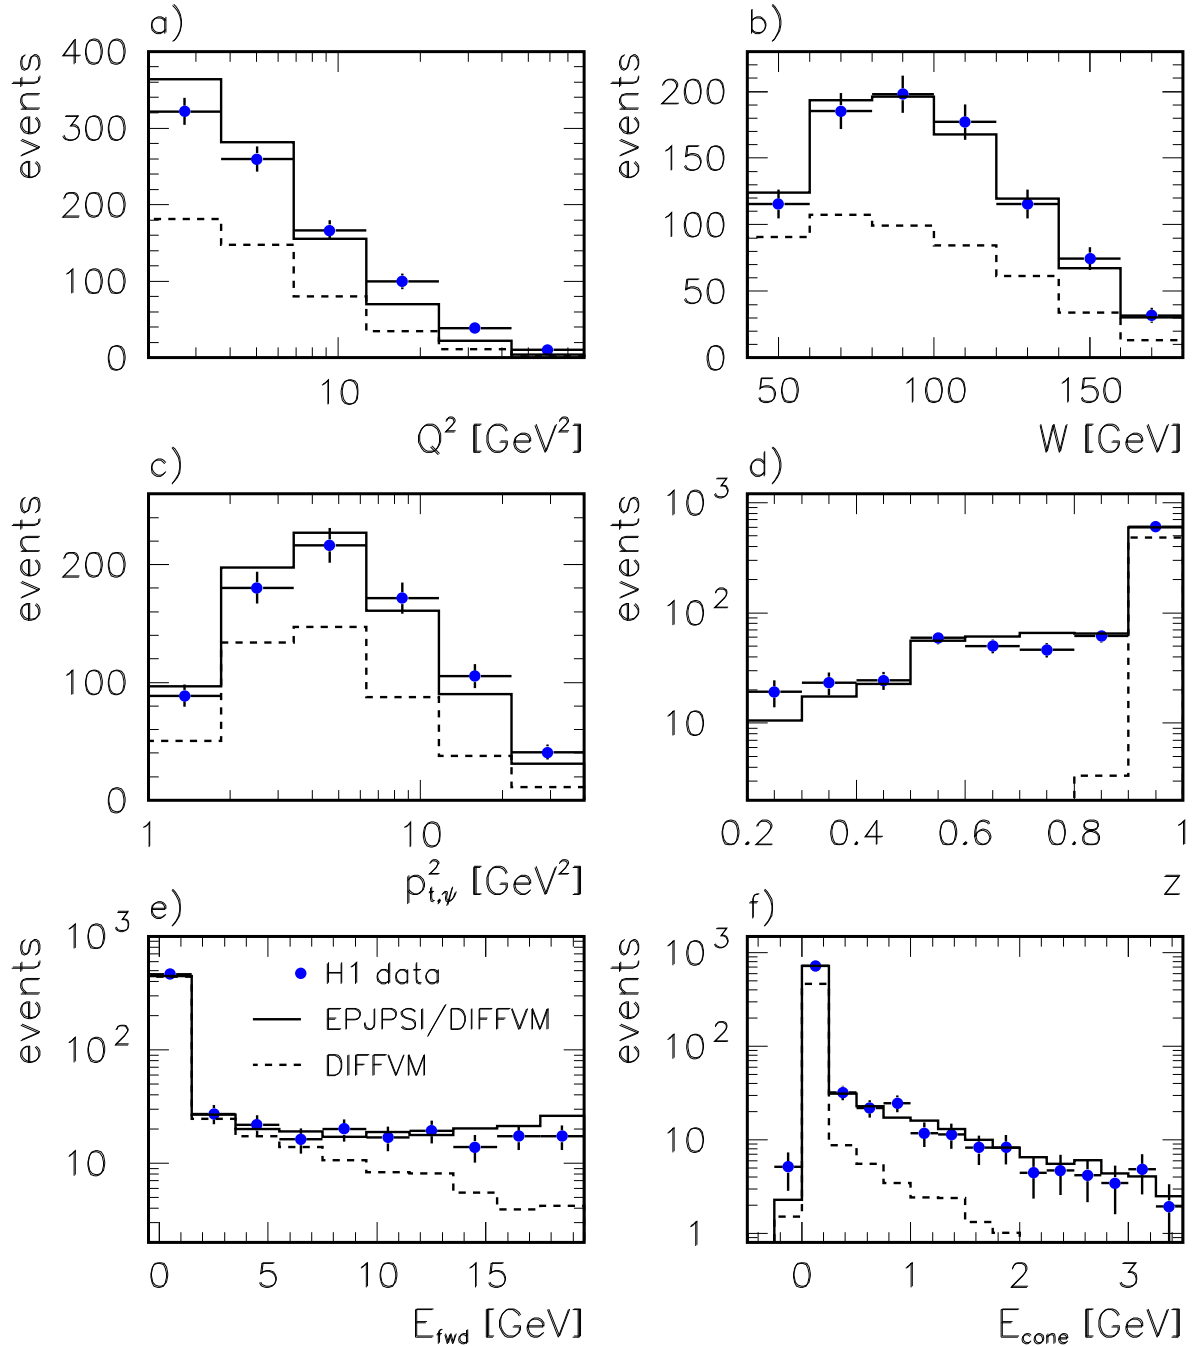 a)
events
400
300
200
100
0
10
Q² [GeV²]
b)
events
200
150
100
50
0
50 100 150
W [GeV]
c)
events
200
100
0
1 10
p²t,ψ [GeV²]
d)
events
10³
10²
10
0.2 0.4 0.6 0.8 1
z
e)
events
10³
10²
10
H1 data
EPJPSI/DIFFVM
DIFFVM
0 5 10 15
E_fwd [GeV]
f)
events
10³
10²
10
1
0 1 2 3
E_cone [GeV]